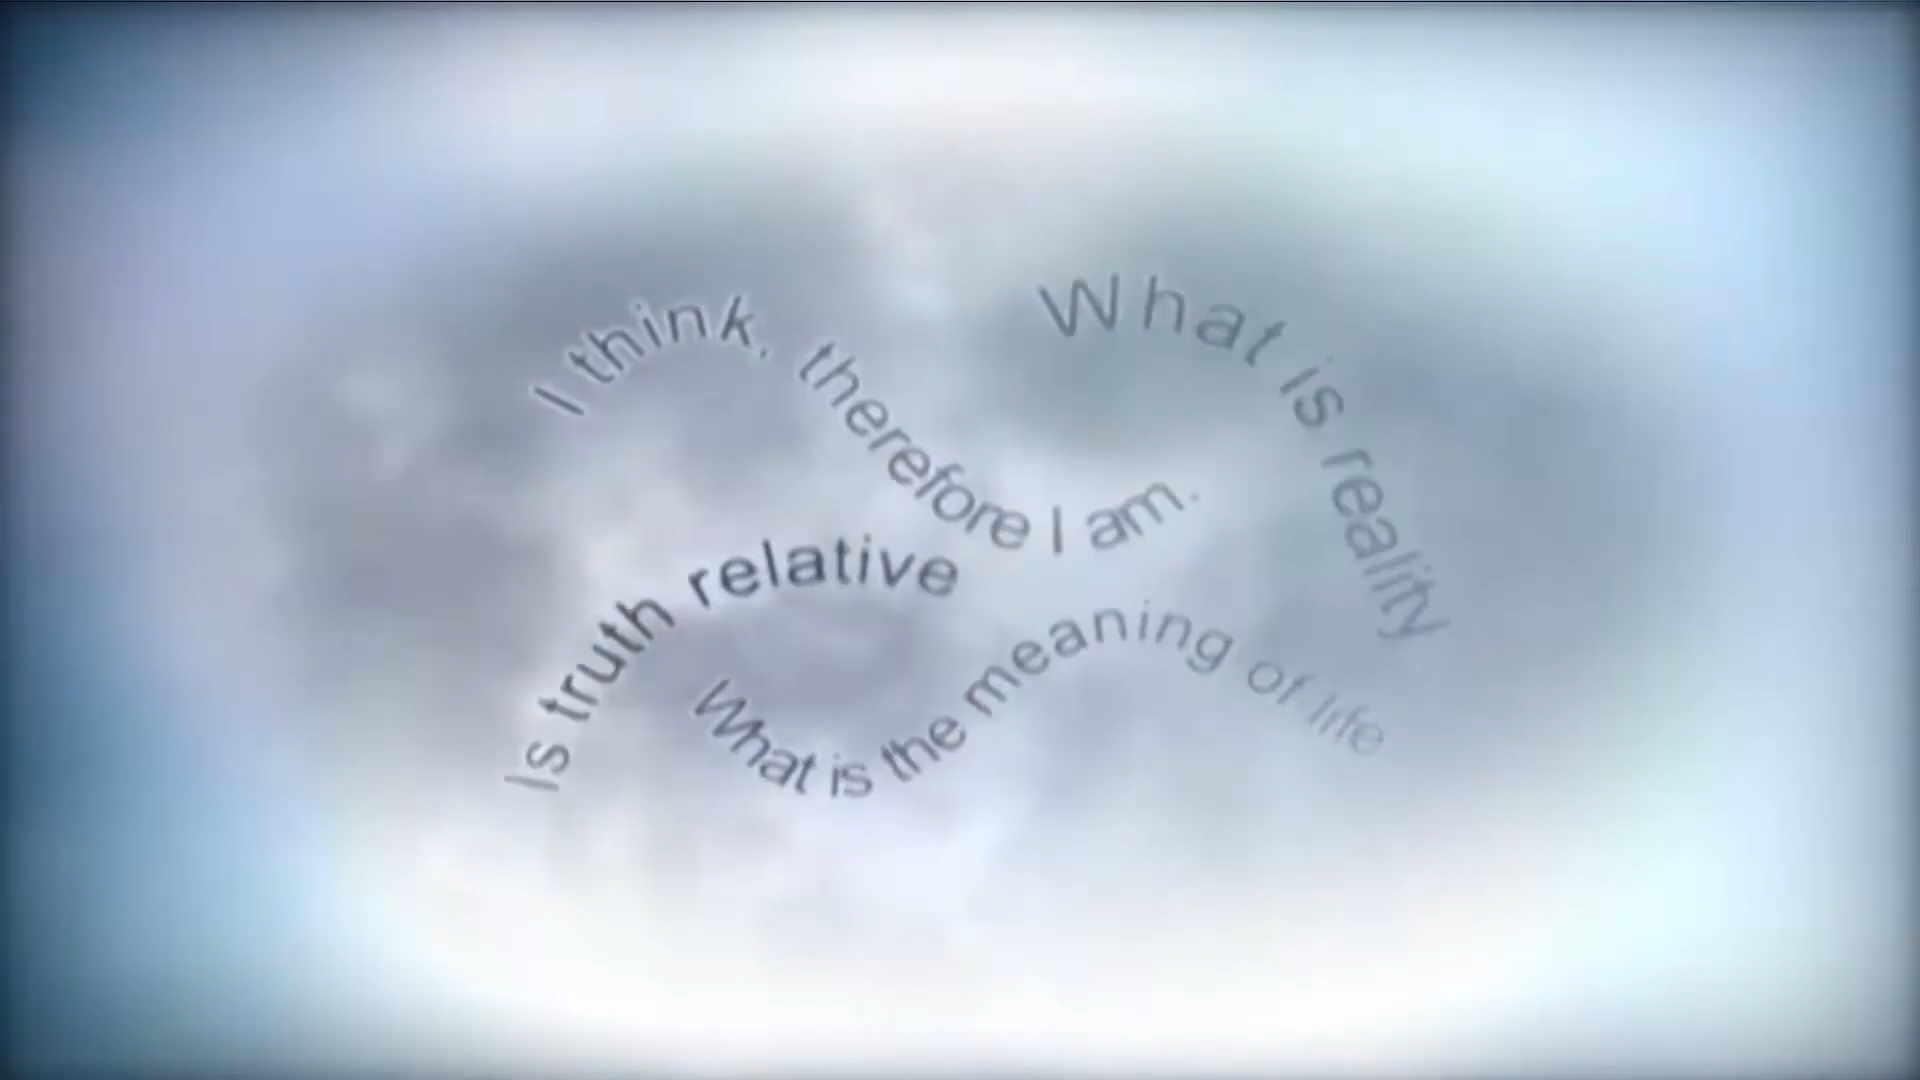 I think, therefore I am.
What is reality
Is truth relative
What is the meaning of life